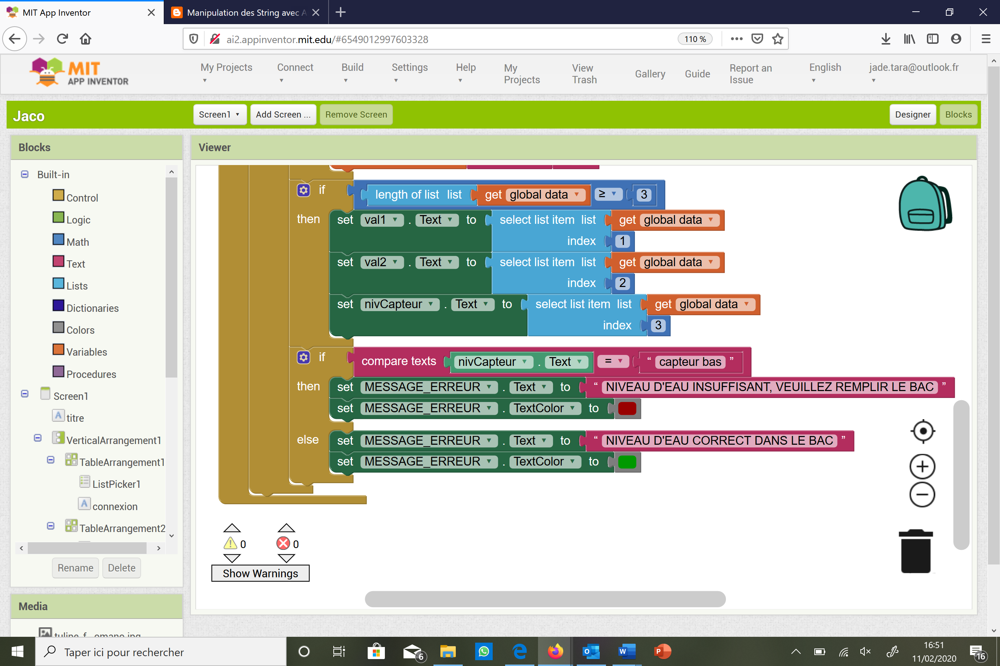 MIT App Inventor
Manipulation des String avec A
ai2.appinventor.mit.edu/#6549012997603328
110 %
MIT
APP INVENTOR
My Projects
Connect
Build
Settings
Help
My Projects
View Trash
Gallery
Guide
Report an Issue
English
jade.tara@outlook.fr
Jaco
Screen1
Add Screen ...
Remove Screen
Designer
Blocks
Blocks
Built-in
Control
Logic
Math
Text
Lists
Dictionaries
Colors
Variables
Procedures
Screen1
titre
VerticalArrangement1
TableArrangement1
ListPicker1
connexion
TableArrangement2
Rename
Delete
Media
Viewer
if length of list list get global data ≥ 3
then set val1 . Text to select list item list get global data
index 1
set val2 . Text to select list item list get global data
index 2
set nivCapteur . Text to select list item list get global data
index 3
if compare texts nivCapteur . Text = “ capteur bas ”
then set MESSAGE_ERREUR . Text to “ NIVEAU D'EAU INSUFFISANT, VEUILLEZ REMPLIR LE BAC ”
set MESSAGE_ERREUR . TextColor to
else set MESSAGE_ERREUR . Text to “ NIVEAU D'EAU CORRECT DANS LE BAC ”
set MESSAGE_ERREUR . TextColor to
0
0
Show Warnings
Taper ici pour rechercher
6
16:51
11/02/2020
16